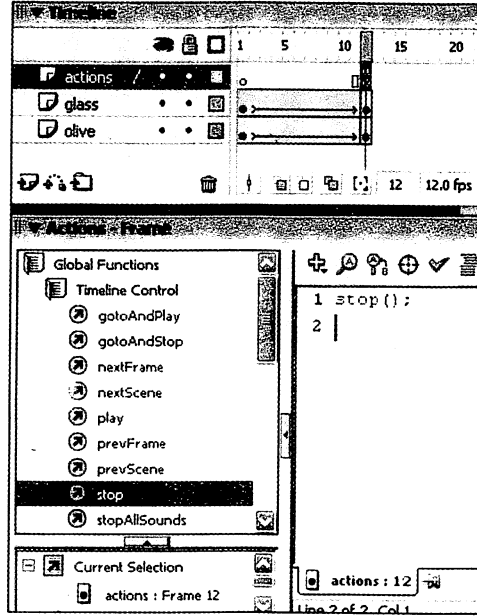 Timeline
1 5 10 15 20
actions
glass
olive
12 12.0 fps
Actions - Frame
Global Functions
Timeline Control
gotoAndPlay
gotoAndStop
nextFrame
nextScene
play
prevFrame
prevScene
stop
stopAllSounds
Current Selection
actions : Frame 12
1 stop();
2
actions : 12
Line 2 of 2, Col 1